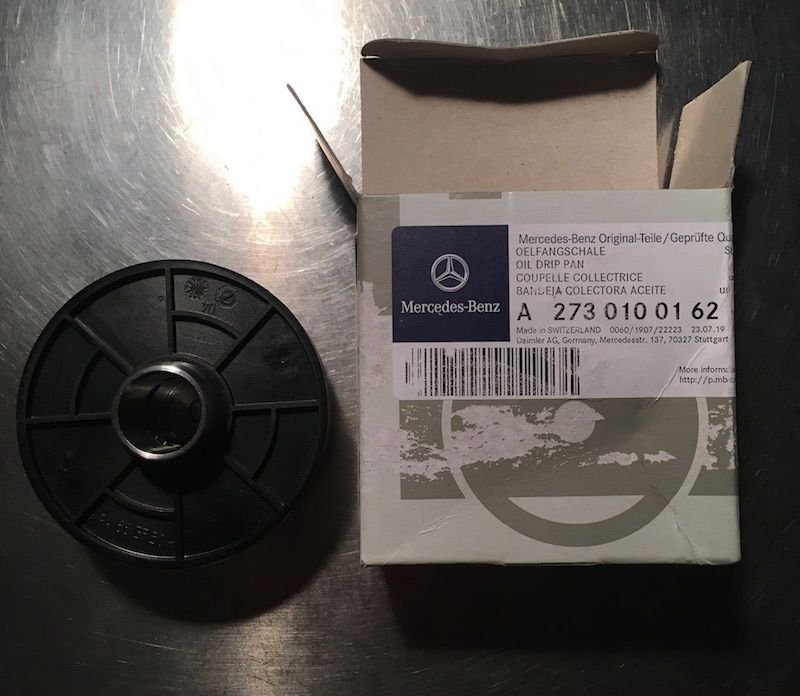 Mercedes-Benz Original-Teile/Geprüfte Qua
OELFANGSCHALE
OIL DRIP PAN
COUPELLE COLLECTRICE
BANDEJA COLECTORA ACEITE
A 273 010 01 62
Made in SWITZERLAND 0060/1907/22223 23.07.19
Daimler AG, Germany, Mercedesstr. 137, 70327 Stuttgart
Mercedes-Benz
More informa
http://p.mb-